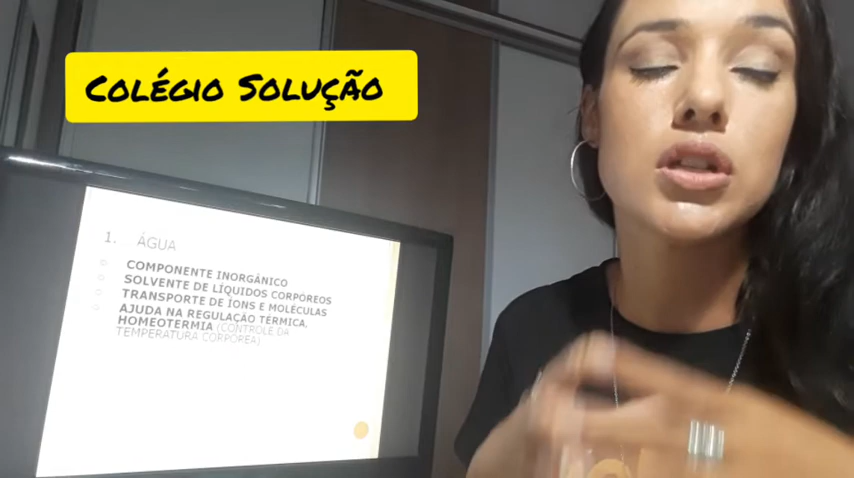 Colégio Solução
1. ÁGUA
COMPONENTE INORGÂNICO
SOLVENTE DE LÍQUIDOS CORPÓREOS
TRANSPORTE DE ÍONS E MOLÉCULAS
AJUDA NA REGULAÇÃO TÉRMICA.
HOMEOTERMIA (CONTROLE DA
TEMPERATURA CORPÓREA)